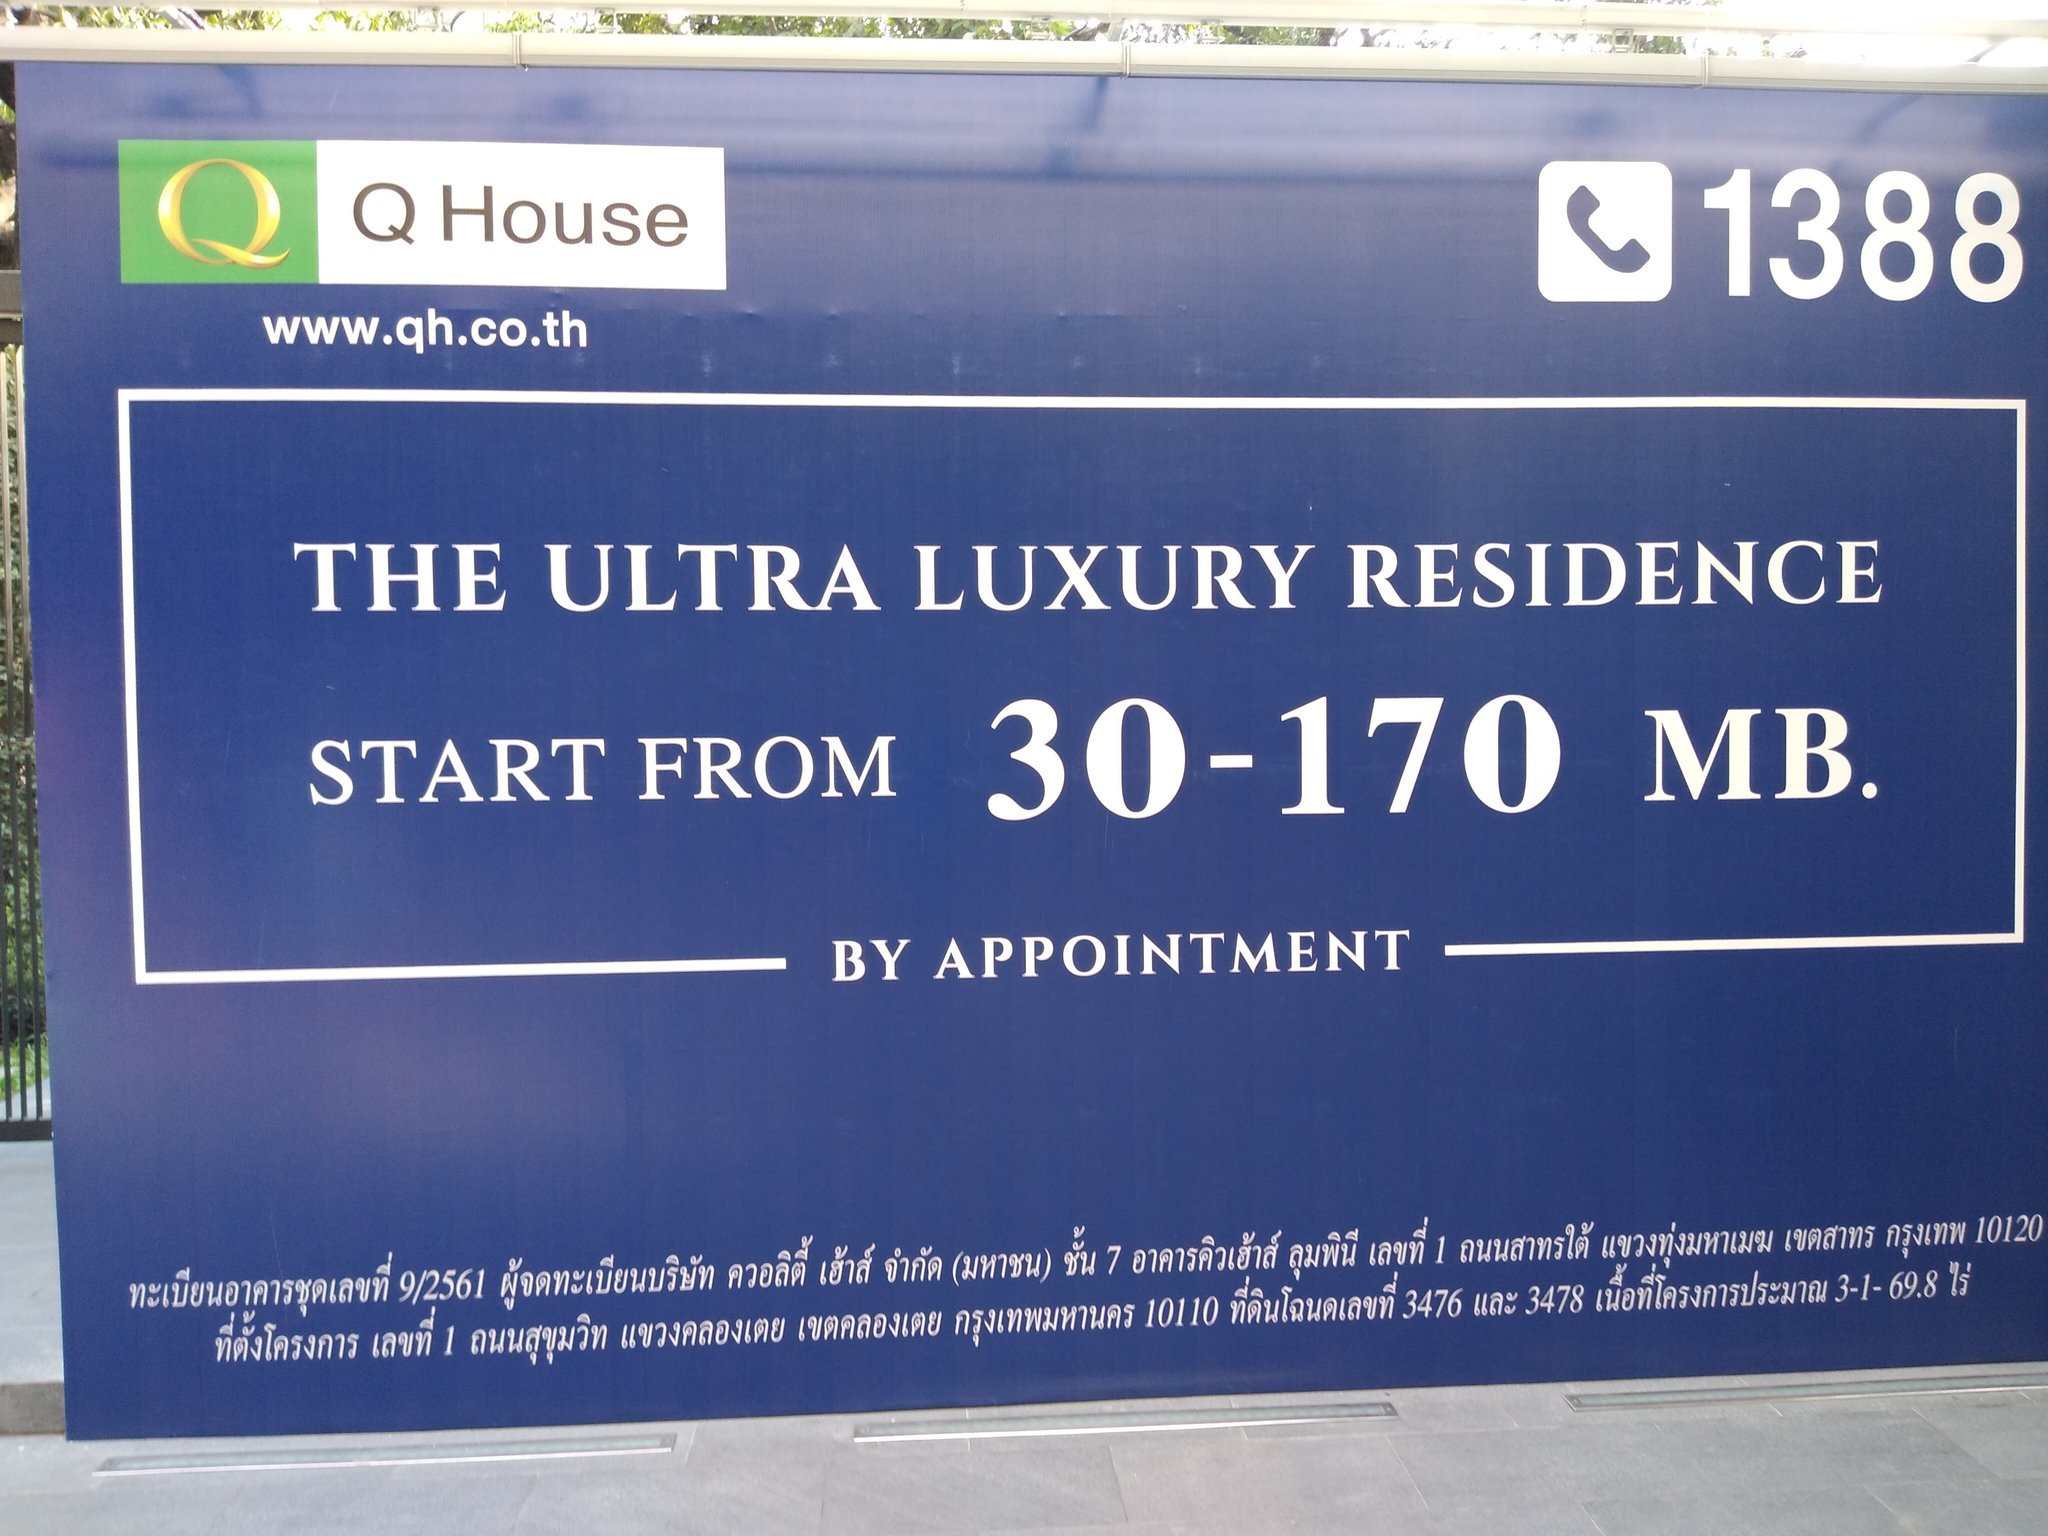 Q Q House
1388
www.qh.co.th
THE ULTRA LUXURY RESIDENCE
START FROM 30-170 MB.
BY APPOINTMENT
ทะเบียนอาคารชุดเลขที่ 9/2561 ผู้จดทะเบียนบริษัท ควอลิตี้ เฮ้าส์ จำกัด (มหาชน) ชั้น 7 อาคารคิวเฮ้าส์ ลุมพินี เลขที่ 1 ถนนสาทรใต้ แขวงทุ่งมหาเมฆ เขตสาทร กรุงเทพ 10120
ที่ตั้งโครงการ เลขที่ 1 ถนนสุขุมวิท แขวงคลองเตย เขตคลองเตย กรุงเทพมหานคร 10110 ที่ดินโฉนดเลขที่ 3476 และ 3478 เนื้อที่โครงการประมาณ 3-1- 69.8 ไร่